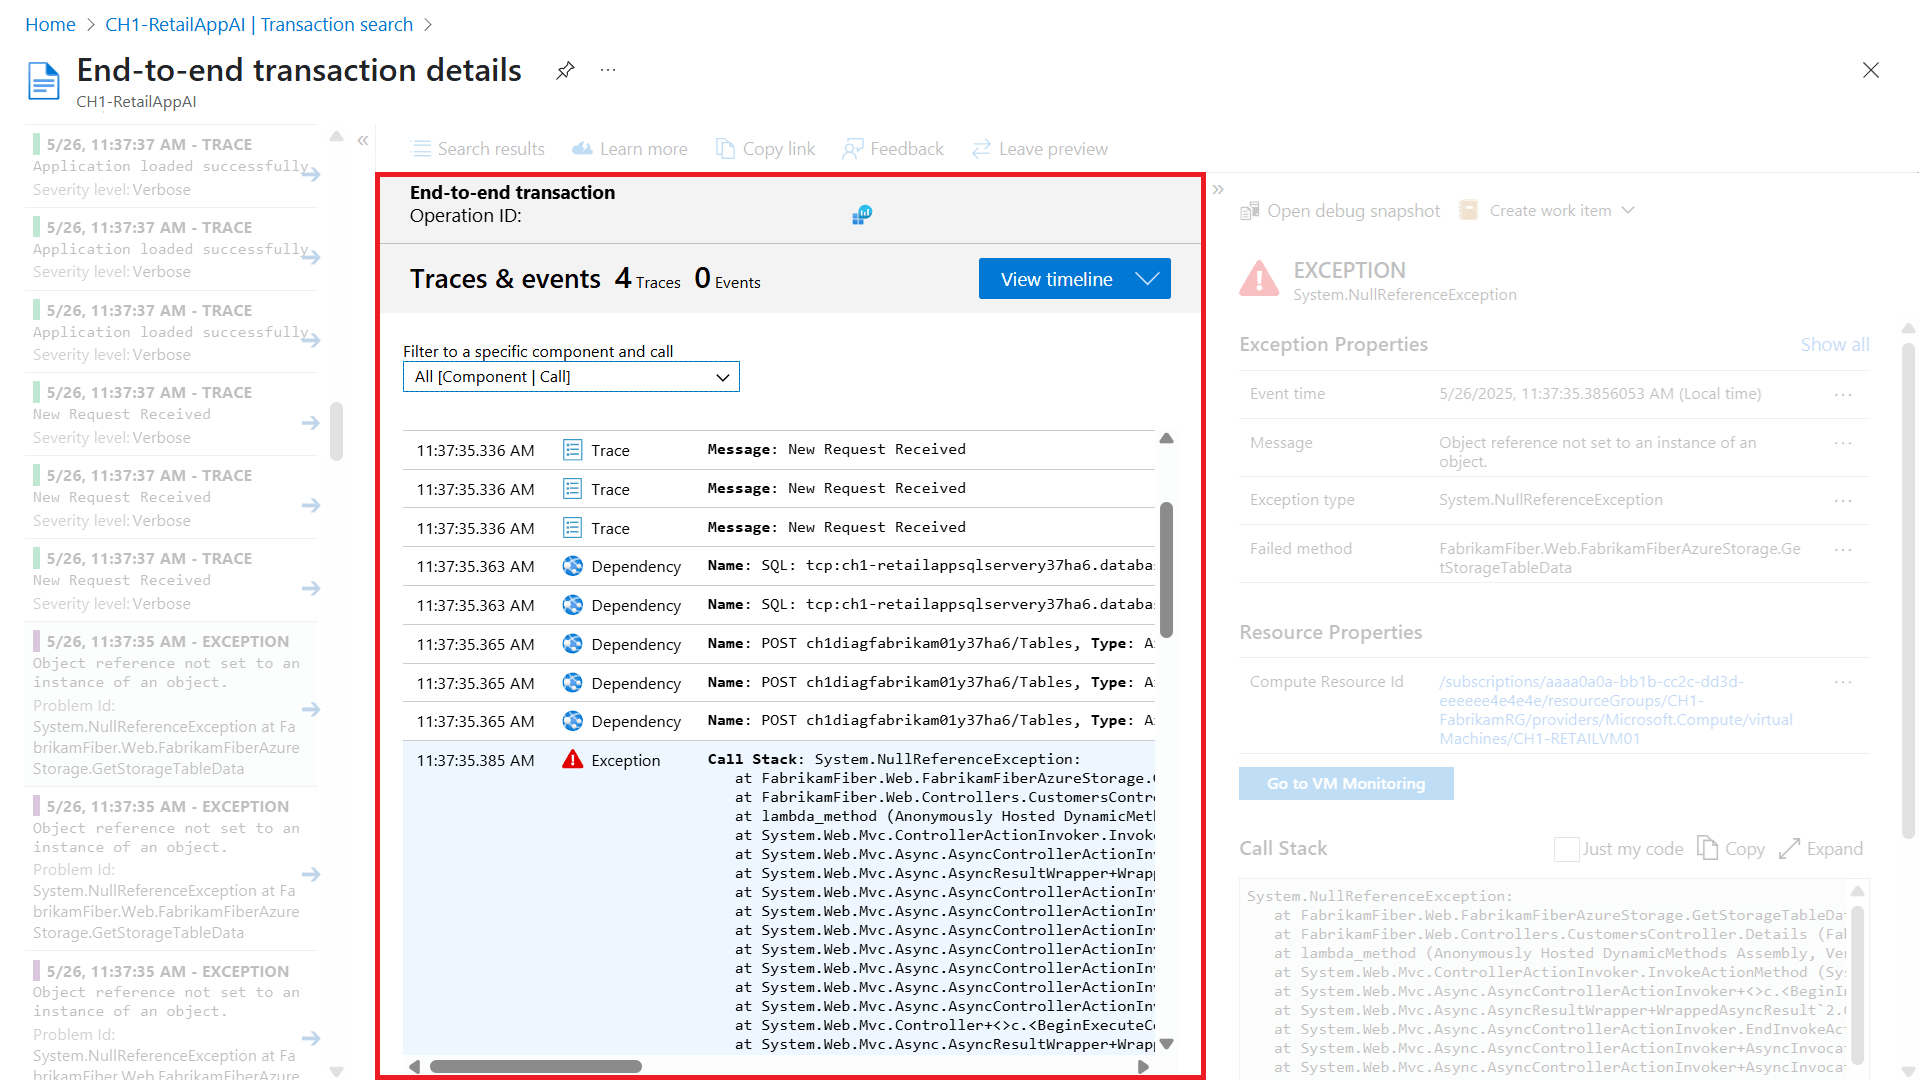 Home > CH1-RetailAppAI | Transaction search >
End-to-end transaction details
CH1-RetailAppAI
5/26, 11:37:37 AM - TRACE
Application loaded successfully
Severity level: Verbose
5/26, 11:37:37 AM - TRACE
Application loaded successfully
Severity level: Verbose
5/26, 11:37:37 AM - TRACE
Application loaded successfully
Severity level: Verbose
5/26, 11:37:37 AM - TRACE
New Request Received
Severity level: Verbose
5/26, 11:37:37 AM - TRACE
New Request Received
Severity level: Verbose
5/26, 11:37:37 AM - TRACE
New Request Received
Severity level: Verbose
5/26, 11:37:35 AM - EXCEPTION
Object reference not set to an
instance of an object.
Problem Id:
System.NullReferenceException at Fa
brikamFiber.Web.FabrikamFiberAzure
Storage.GetStorageTableData
5/26, 11:37:35 AM - EXCEPTION
Object reference not set to an
instance of an object.
Problem Id:
System.NullReferenceException at Fa
brikamFiber.Web.FabrikamFiberAzure
Storage.GetStorageTableData
5/26, 11:37:35 AM - EXCEPTION
Object reference not set to an
instance of an object.
Problem Id:
System.NullReferenceException at Fa
brikamFiber.Web.FabrikamFiberAzure
Search results Learn more Copy link Feedback Leave preview
End-to-end transaction
Operation ID:
Traces & events 4 Traces 0 Events View timeline
Filter to a specific component and call
All [Component | Call]
11:37:35.336 AM Trace Message: New Request Received
11:37:35.336 AM Trace Message: New Request Received
11:37:35.336 AM Trace Message: New Request Received
11:37:35.363 AM Dependency Name: SQL: tcp:ch1-retailappsqlservery37ha6.databa
11:37:35.363 AM Dependency Name: SQL: tcp:ch1-retailappsqlservery37ha6.databa
11:37:35.365 AM Dependency Name: POST ch1diagfabrikam01y37ha6/Tables, Type: A
11:37:35.365 AM Dependency Name: POST ch1diagfabrikam01y37ha6/Tables, Type: A
11:37:35.365 AM Dependency Name: POST ch1diagfabrikam01y37ha6/Tables, Type: A
11:37:35.385 AM Exception Call Stack: System.NullReferenceException:
at FabrikamFiber.Web.FabrikamFiberAzureStorage.
at FabrikamFiber.Web.Controllers.CustomersContr
at lambda_method (Anonymously Hosted DynamicMet
at System.Web.Mvc.ControllerActionInvoker.Invok
at System.Web.Mvc.Async.AsyncControllerActionIn
at System.Web.Mvc.Async.AsyncResultWrapper+Wrap
at System.Web.Mvc.Async.AsyncControllerActionIn
at System.Web.Mvc.Async.AsyncControllerActionIn
at System.Web.Mvc.Async.AsyncControllerActionIn
at System.Web.Mvc.Async.AsyncControllerActionIn
at System.Web.Mvc.Async.AsyncControllerActionIn
at System.Web.Mvc.Async.AsyncControllerActionIn
at System.Web.Mvc.Async.AsyncControllerActionIn
at System.Web.Mvc.Controller+<>c.<BeginExecuteC
at System.Web.Mvc.Async.AsyncResultWrapper+Wrap
Open debug snapshot Create work item
EXCEPTION
System.NullReferenceException
Exception Properties Show all
Event time 5/26/2025, 11:37:35.3856053 AM (Local time)
Message Object reference not set to an instance of an
object.
Exception type System.NullReferenceException
Failed method FabrikamFiber.Web.FabrikamFiberAzureStorage.Ge
tStorageTableData
Resource Properties
Compute Resource Id /subscriptions/aaaa0a0a-bb1b-cc2c-dd3d-
eeeeee4e4e4e/resourceGroups/CH1-
FabrikamRG/providers/Microsoft.Compute/virtual
Machines/CH1-RETAILVM01
Go to VM Monitoring
Call Stack Just my code Copy Expand
System.NullReferenceException:
at FabrikamFiber.Web.FabrikamFiberAzureStorage.GetStorageTableDa
at FabrikamFiber.Web.Controllers.CustomersController.Details (Fa
at lambda_method (Anonymously Hosted DynamicMethods Assembly, Ve
at System.Web.Mvc.ControllerActionInvoker.InvokeActionMethod (Sy
at System.Web.Mvc.Async.AsyncControllerActionInvoker+<>c.<BeginI
at System.Web.Mvc.Async.AsyncResultWrapper+WrappedAsyncResult`2.
at System.Web.Mvc.Async.AsyncControllerActionInvoker.EndInvokeAc
at System.Web.Mvc.Async.AsyncControllerActionInvoker+AsyncInvoca
at System.Web.Mvc.Async.AsyncControllerActionInvoker+AsyncInvoca